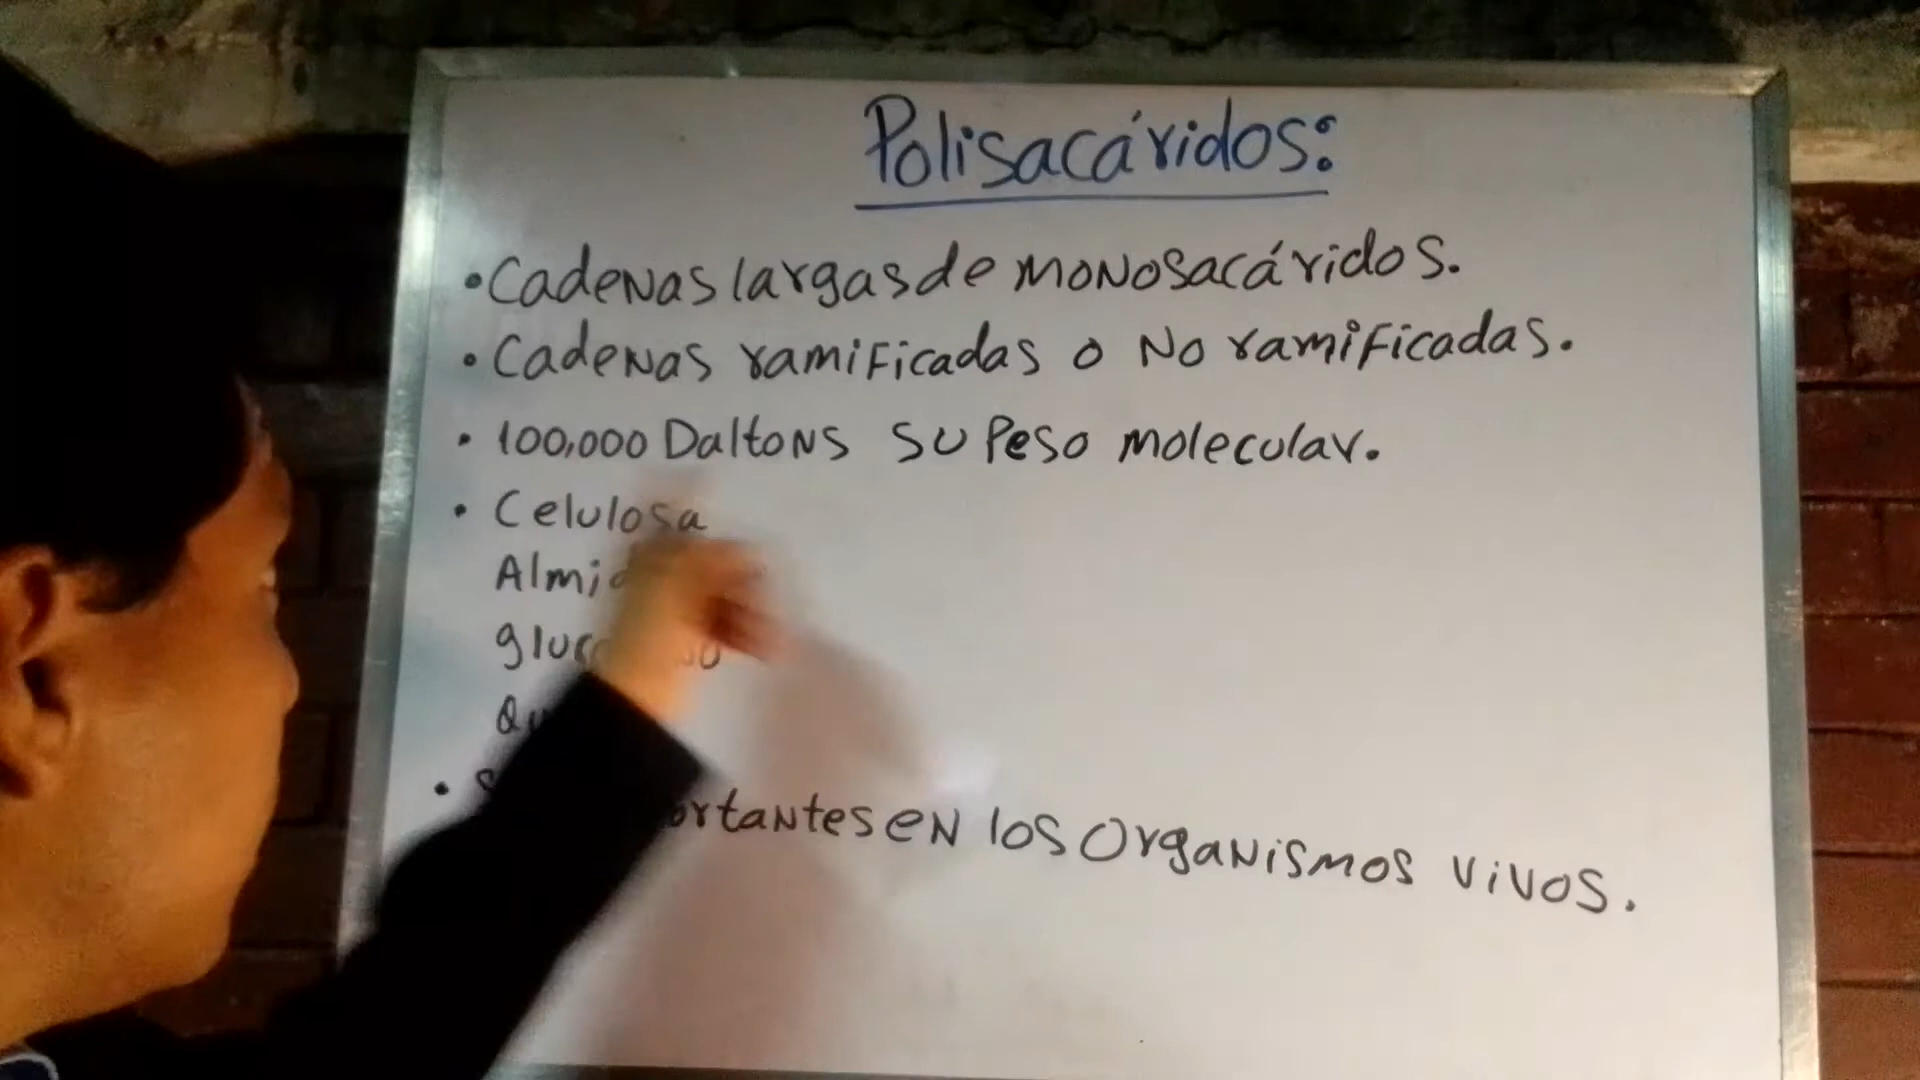 Polisacáridos:
• Cadenas largas de monosacáridos.
• Cadenas ramificadas o No ramificadas.
• 100,000 Daltons su Peso molecular.
• Celulosa
en los Organismos vivos.